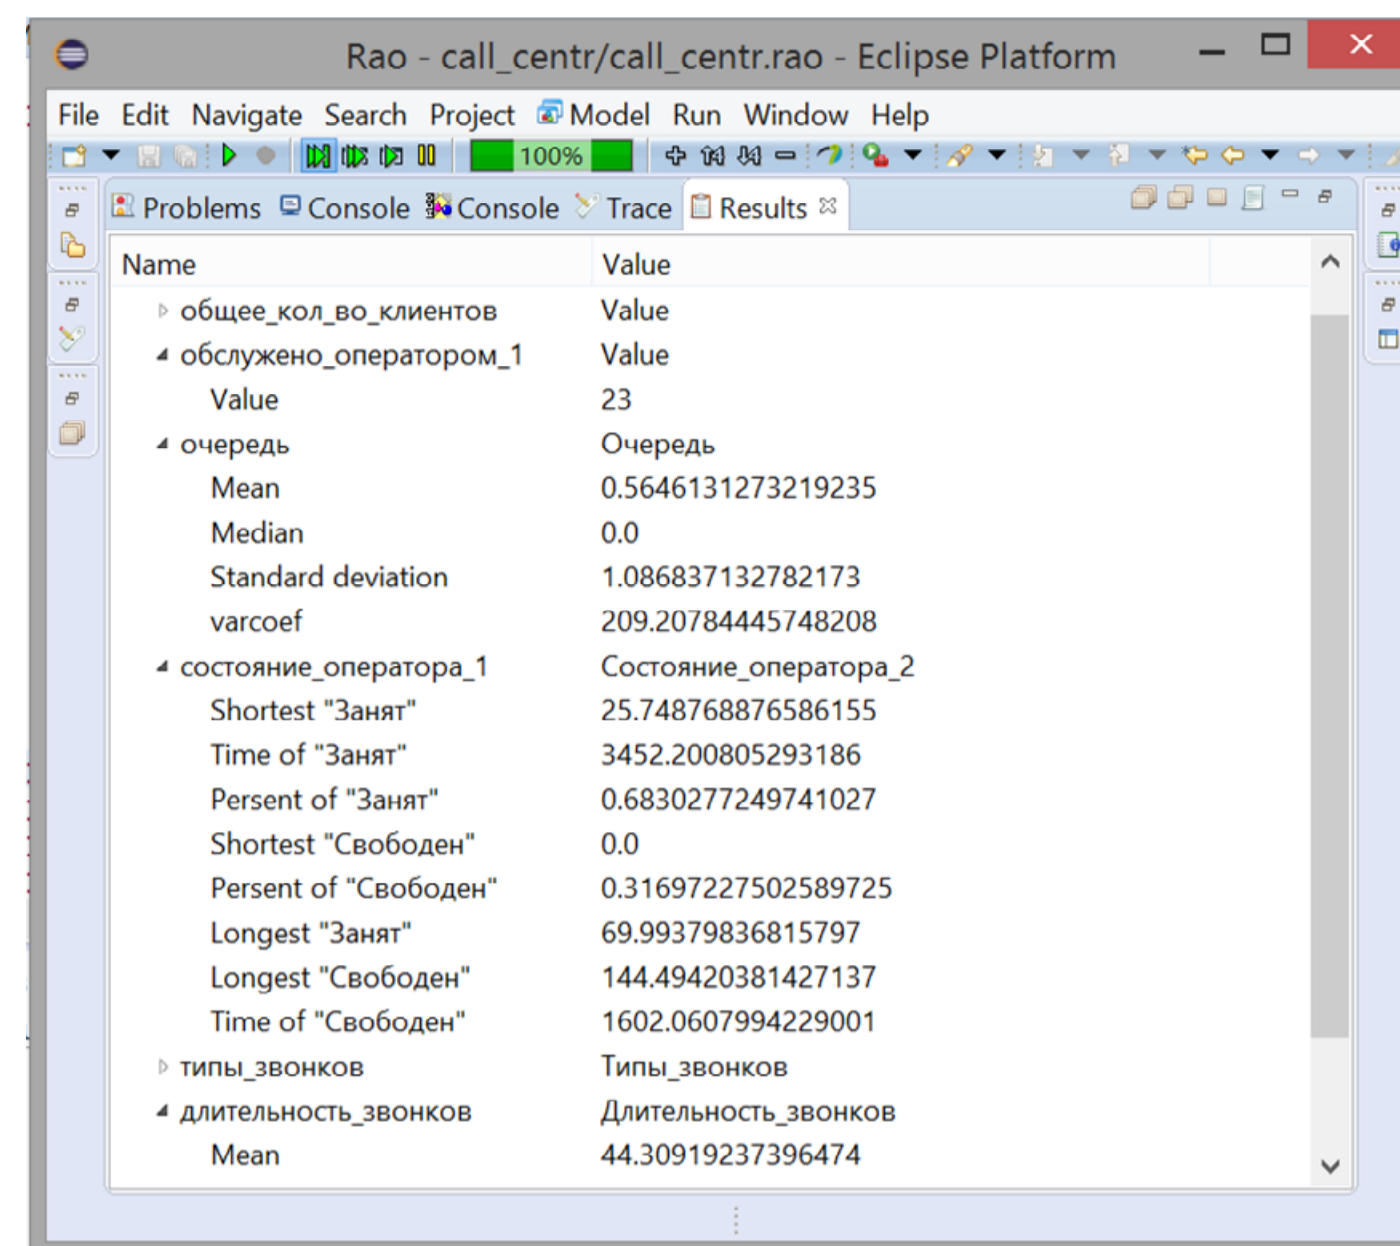 Rao - call_centr/call_centr.rao - Eclipse Platform
File Edit Navigate Search Project Model Run Window Help
100%
Problems Console Console Trace Results
Name Value
общее_кол_во_клиентов Value
обслужено_оператором_1 Value
Value 23
очередь Очередь
Mean 0.5646131273219235
Median 0.0
Standard deviation 1.086837132782173
varcoef 209.20784445748208
состояние_оператора_1 Состояние_оператора_2
Shortest "Занят" 25.748768876586155
Time of "Занят" 3452.200805293186
Persent of "Занят" 0.6830277249741027
Shortest "Свободен" 0.0
Persent of "Свободен" 0.31697227502589725
Longest "Занят" 69.99379836815797
Longest "Свободен" 144.49420381427137
Time of "Свободен" 1602.0607994229001
типы_звонков Типы_звонков
длительность_звонков Длительность_звонков
Mean 44.30919237396474